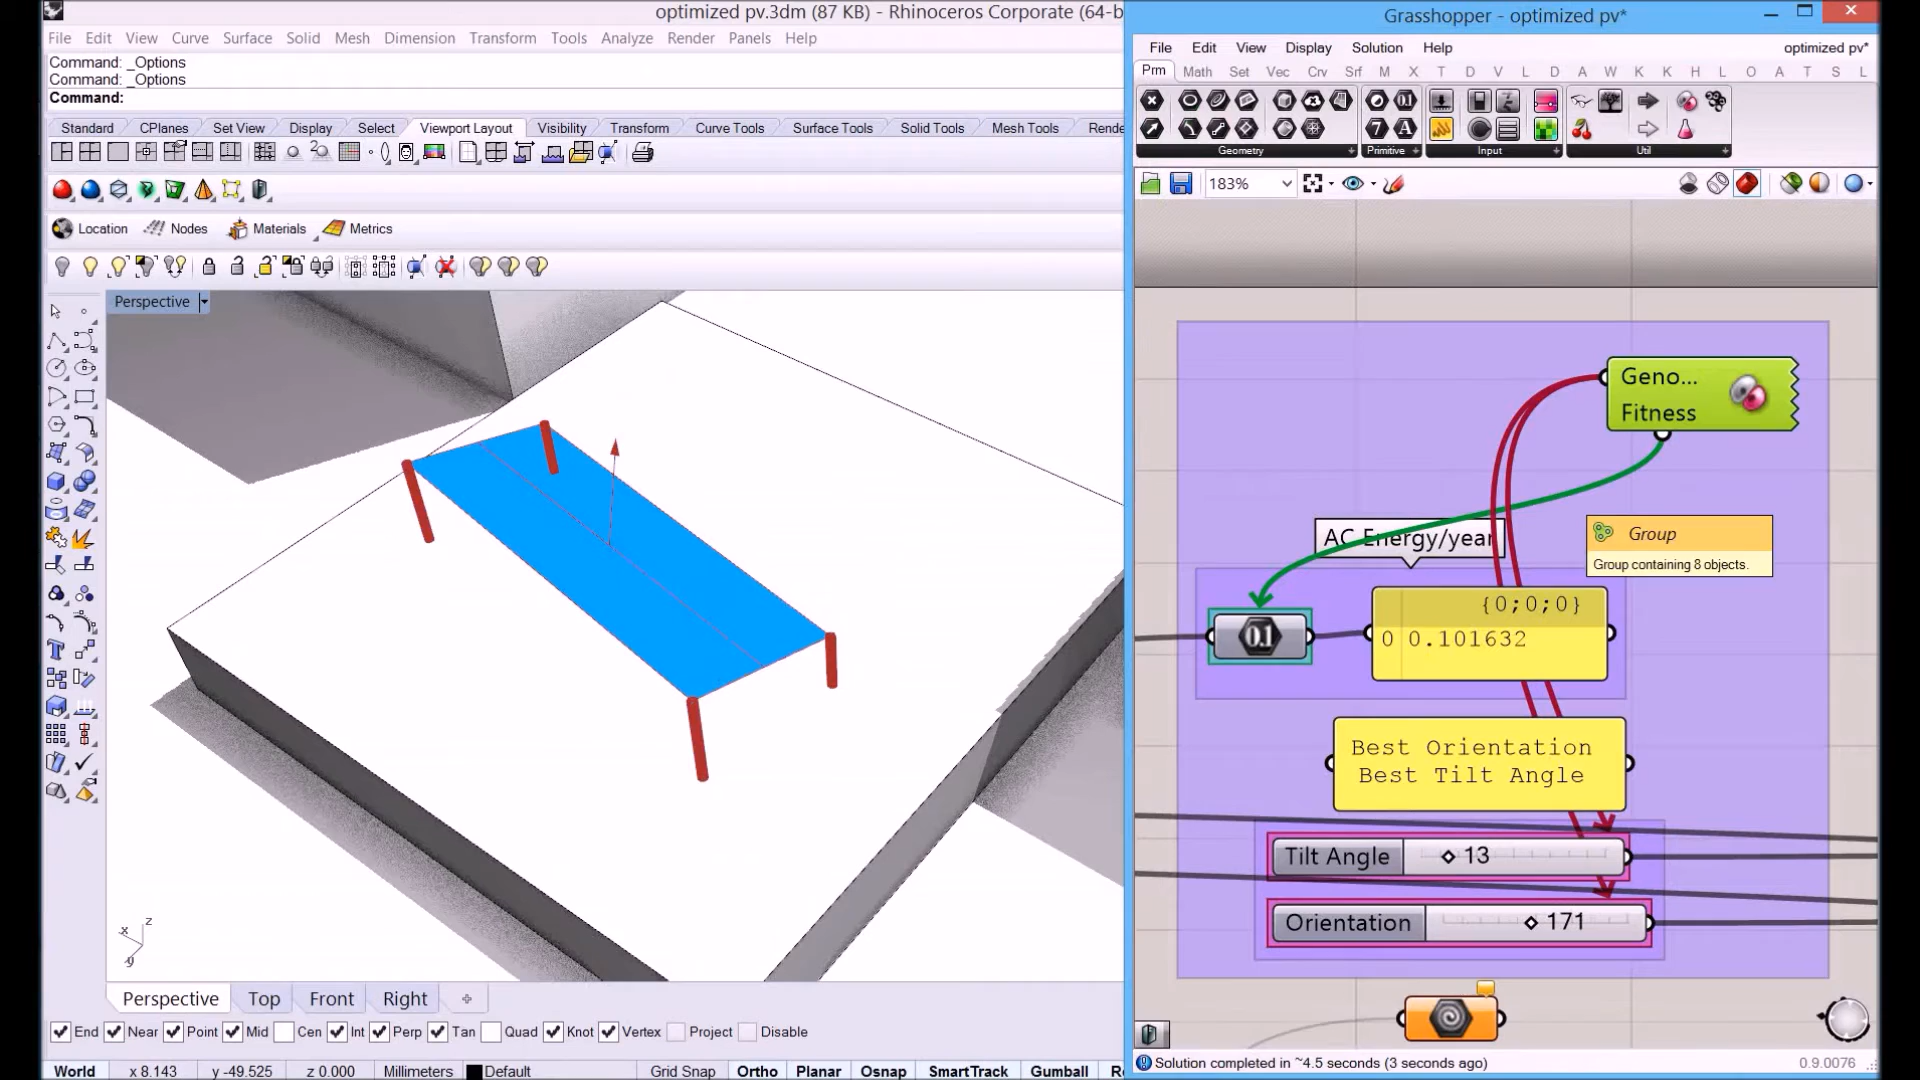 optimized pv.3dm (87 KB) - Rhinoceros Corporate (64-b
File Edit View Curve Surface Solid Mesh Dimension Transform Tools Analyze Render Panels Help
Command: _Options
Command: _Options
Command:
Standard CPlanes Set View Display Select Viewport Layout Visibility Transform Curve Tools Surface Tools Solid Tools Mesh Tools Rende
Location Nodes Materials Metrics
Perspective
x z y
Perspective Top Front Right
End Near Point Mid Cen Int Perp Tan Quad Knot Vertex Project Disable
World x 8.143 y -49.525 z 0.000 Millimeters Default Grid Snap Ortho Planar Osnap SmartTrack Gumball Re
Grasshopper - optimized pv*
File Edit View Display Solution Help optimized pv*
Prm Math Set Vec Crv Srf M X T D V L D A W K K H L O A T S L
Geometry Primitive Input Util
183%
Geno...
Fitness
AC Energy/year
Group
Group containing 8 objects.
{0;0;0}
0.1
0 0.101632
Best Orientation
Best Tilt Angle
Tilt Angle 13
Orientation 171
Solution completed in ~4.5 seconds (3 seconds ago) 0.9.0076